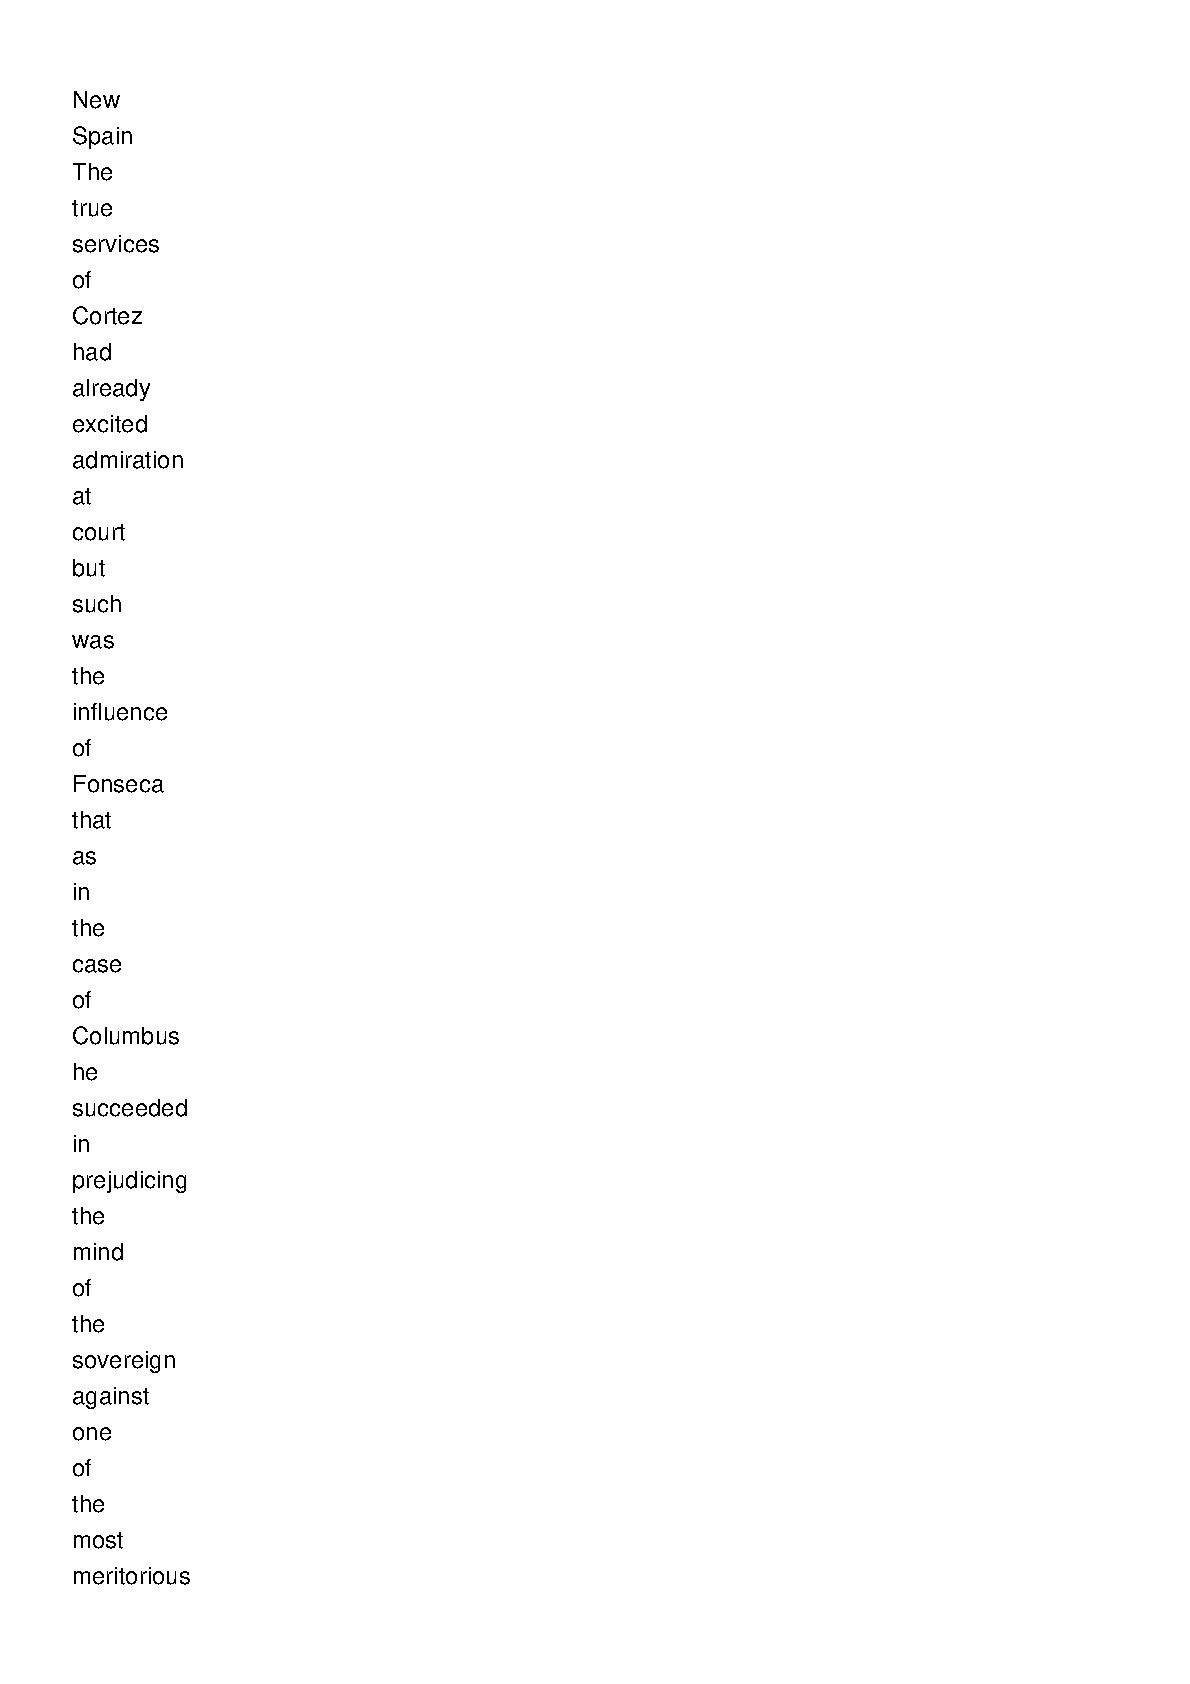 New
Spain
The
true
services
of
Cortez
had
already
excited
admiration
at
court
but
such
was
the
influence
of
Fonseca
that
as
in
the
case
of
Columbus
he
succeeded
in
prejudicing
the
mind
of
the
sovereign
against
one
of
the
most
meritorious